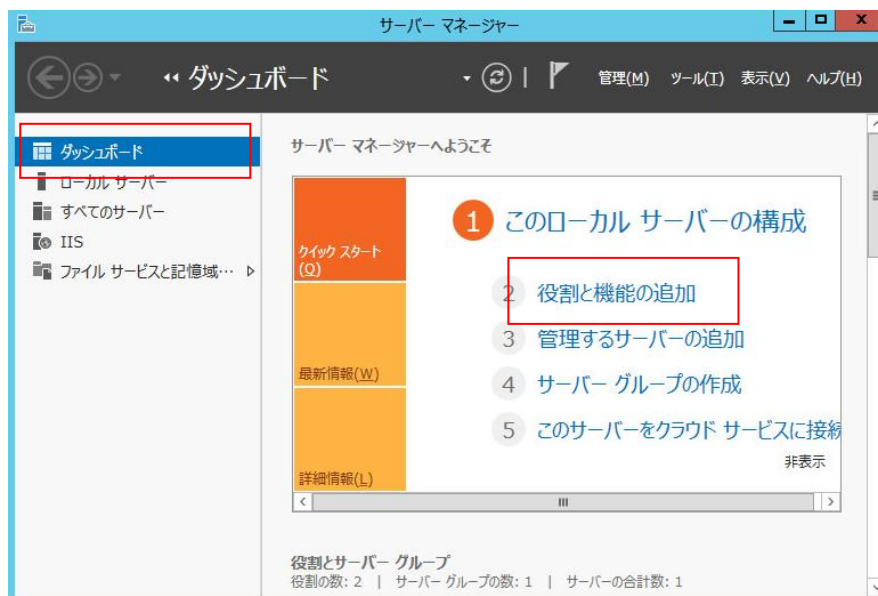 サーバー マネージャー
‹‹ ダッシュボード
管理(M) ツール(T) 表示(V) ヘルプ(H)
ダッシュボード
ローカル サーバー
すべてのサーバー
IIS
ファイル サービスと記憶域…
サーバー マネージャーへようこそ
クイック スタート
(Q)
最新情報(W)
詳細情報(L)
1 このローカル サーバーの構成
2 役割と機能の追加
3 管理するサーバーの追加
4 サーバー グループの作成
5 このサーバーをクラウド サービスに接続
非表示
役割とサーバー グループ
役割の数: 2 | サーバー グループの数: 1 | サーバーの合計数: 1